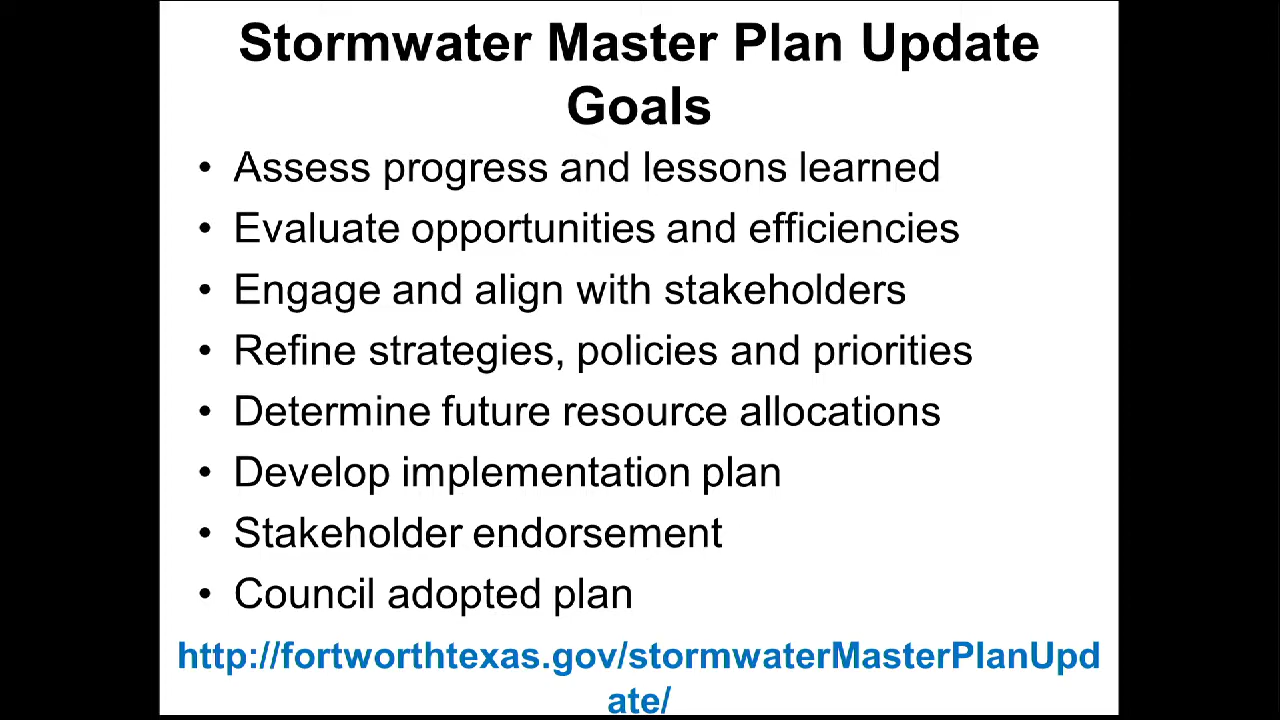 Stormwater Master Plan Update
Goals
• Assess progress and lessons learned
• Evaluate opportunities and efficiencies
• Engage and align with stakeholders
• Refine strategies, policies and priorities
• Determine future resource allocations
• Develop implementation plan
• Stakeholder endorsement
• Council adopted plan
http://fortworthtexas.gov/stormwaterMasterPlanUpd
ate/